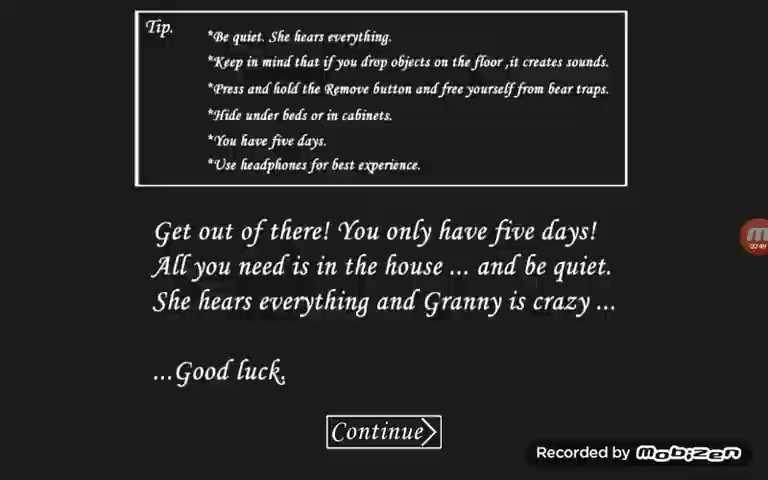 Tip.
*Be quiet. She hears everything.
*Keep in mind that if you drop objects on the floor ,it creates sounds.
*Press and hold the Remove button and free yourself from bear traps.
*Hide under beds or in cabinets.
*You have five days.
*Use headphones for best experience.
Get out of there! You only have five days!
All you need is in the house ... and be quiet.
She hears everything and Granny is crazy ...
...Good luck.
Continue
Recorded by mobizen